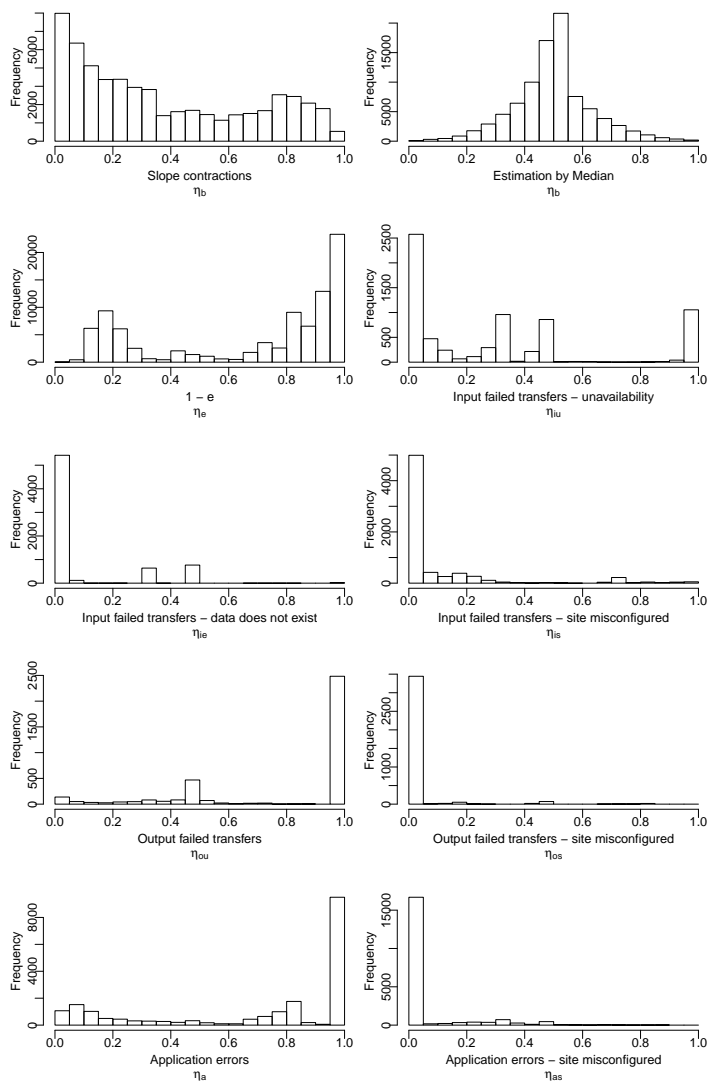 Frequency
0 2000 5000
0.0 0.2 0.4 0.6 0.8 1.0
Slope contractions
ηb
Frequency
0 5000 15000
0.0 0.2 0.4 0.6 0.8 1.0
Estimation by Median
ηb
Frequency
0 10000 20000
0.0 0.2 0.4 0.6 0.8 1.0
1 − e
ηe
Frequency
0 500 1500 2500
0.0 0.2 0.4 0.6 0.8 1.0
Input failed transfers − unavailability
ηiu
Frequency
0 2000 4000
0.0 0.2 0.4 0.6 0.8 1.0
Input failed transfers − data does not exist
ηie
Frequency
0 2000 4000
0.0 0.2 0.4 0.6 0.8 1.0
Input failed transfers − site misconfigured
ηis
Frequency
0 500 1500 2500
0.0 0.2 0.4 0.6 0.8 1.0
Output failed transfers
ηou
Frequency
0 1000 2500
0.0 0.2 0.4 0.6 0.8 1.0
Output failed transfers − site misconfigured
ηos
Frequency
0 4000 8000
0.0 0.2 0.4 0.6 0.8 1.0
Application errors
ηa
Frequency
0 5000 15000
0.0 0.2 0.4 0.6 0.8 1.0
Application errors − site misconfigured
ηas